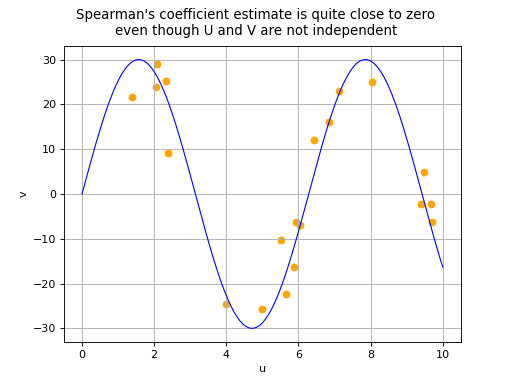 Spearman's coefficient estimate is quite close to zero
even though U and V are not independent
30
20
10
0
−10
−20
−30
v
0 2 4 6 8 10
u